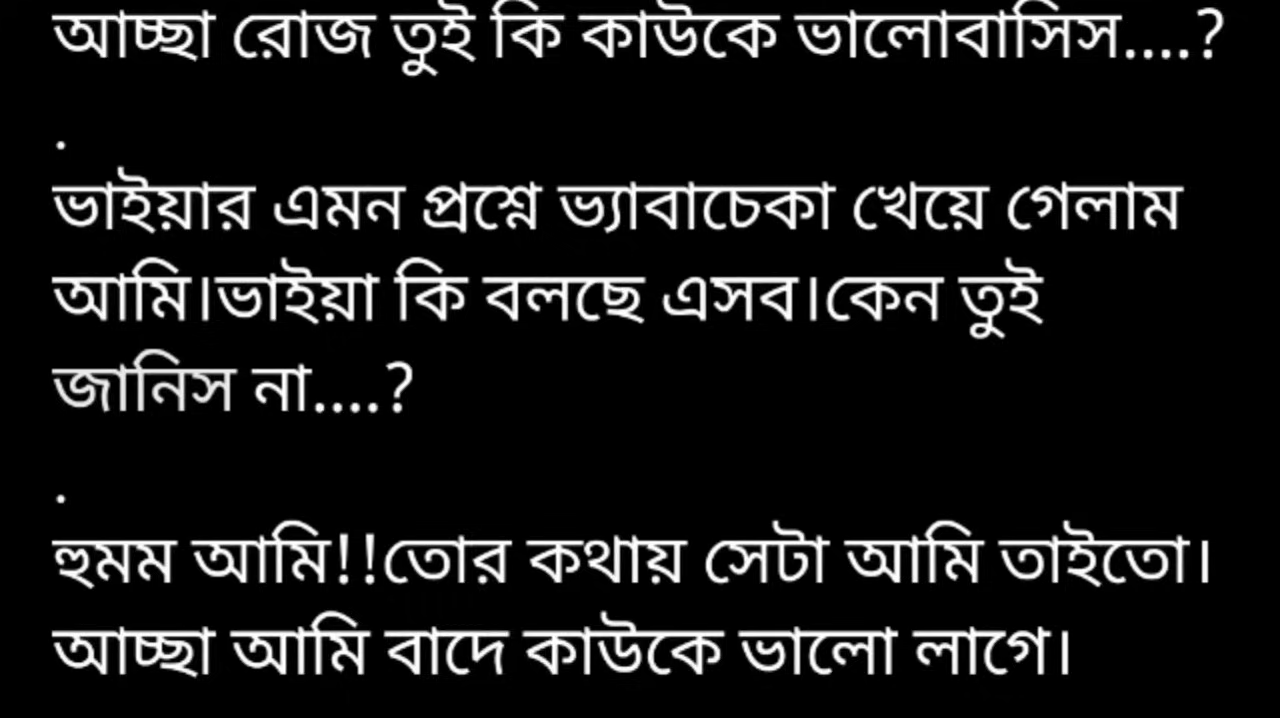 আচ্ছা রোজ তুই কি কাউকে ভালোবাসিস....?
.
ভাইয়ার এমন প্রশ্নে ভ্যাবাচেকা খেয়ে গেলাম
আমি।ভাইয়া কি বলছে এসব।কেন তুই
জানিস না....?
.
হুমম আমি!!তোর কথায় সেটা আমি তাইতো।
আচ্ছা আমি বাদে কাউকে ভালো লাগে।